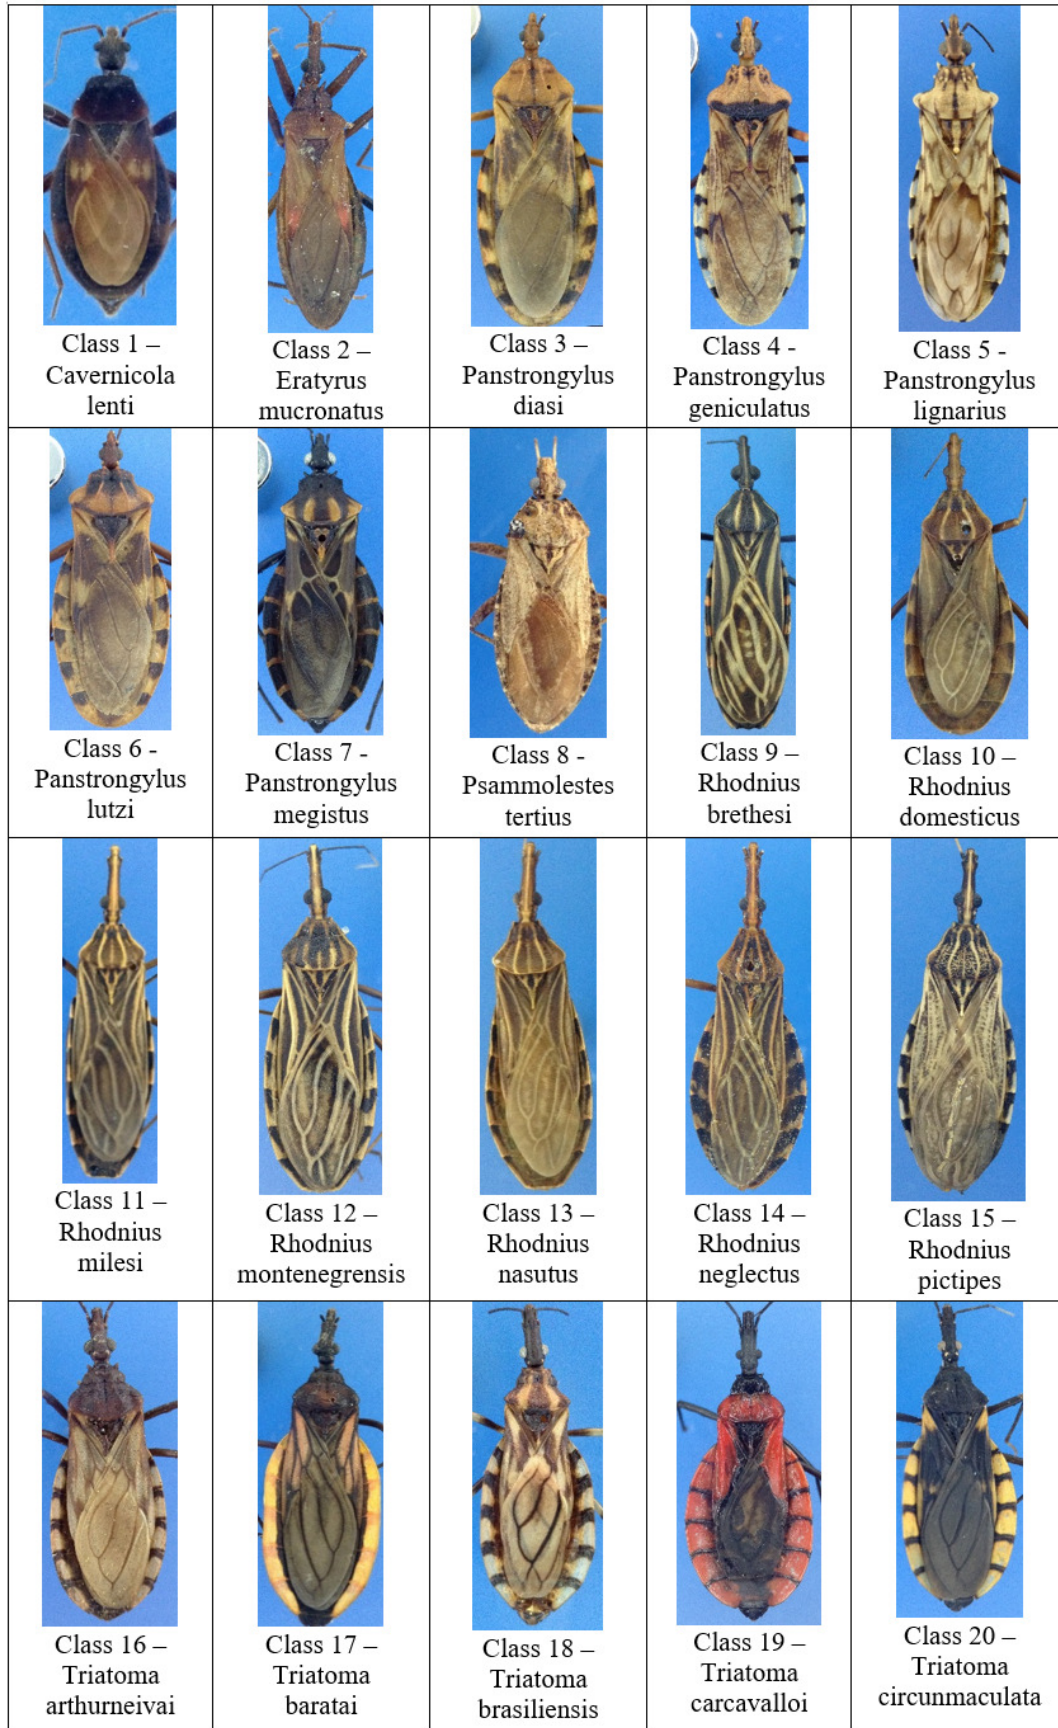 Class 1 –
Cavernicola
lenti
Class 2 –
Eratyrus
mucronatus
Class 3 –
Panstrongylus
diasi
Class 4 -
Panstrongylus
geniculatus
Class 5 -
Panstrongylus
lignarius
Class 6 -
Panstrongylus
lutzi
Class 7 -
Panstrongylus
megistus
Class 8 -
Psammolestes
tertius
Class 9 –
Rhodnius
brethesi
Class 10 –
Rhodnius
domesticus
Class 11 –
Rhodnius
milesi
Class 12 –
Rhodnius
montenegrensis
Class 13 –
Rhodnius
nasutus
Class 14 –
Rhodnius
neglectus
Class 15 –
Rhodnius
pictipes
Class 16 –
Triatoma
arthurneivai
Class 17 –
Triatoma
baratai
Class 18 –
Triatoma
brasiliensis
Class 19 –
Triatoma
carcavalloi
Class 20 –
Triatoma
circunmaculata